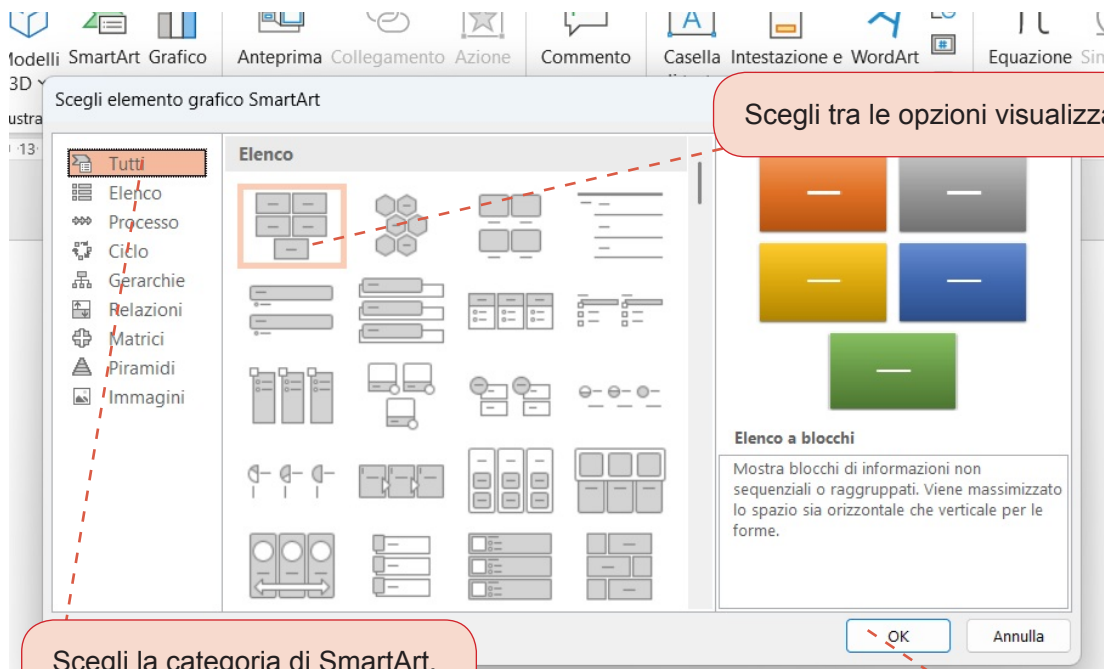 SmartArt Grafico Anteprima Collegamento Azione Commento Casella Intestazione e WordArt Equazione
3D
Scegli elemento grafico SmartArt
Scegli tra le opzioni
13
Tutti
Elenco
Processo
Ciclo
Gerarchie
Relazioni
Matrici
Piramidi
Immagini
Elenco
Elenco a blocchi
Mostra blocchi di informazioni non
sequenziali o raggruppati. Viene massimizzato
lo spazio sia orizzontale che verticale per le
forme.
OK Annulla
Scegli la categoria di SmartArt.